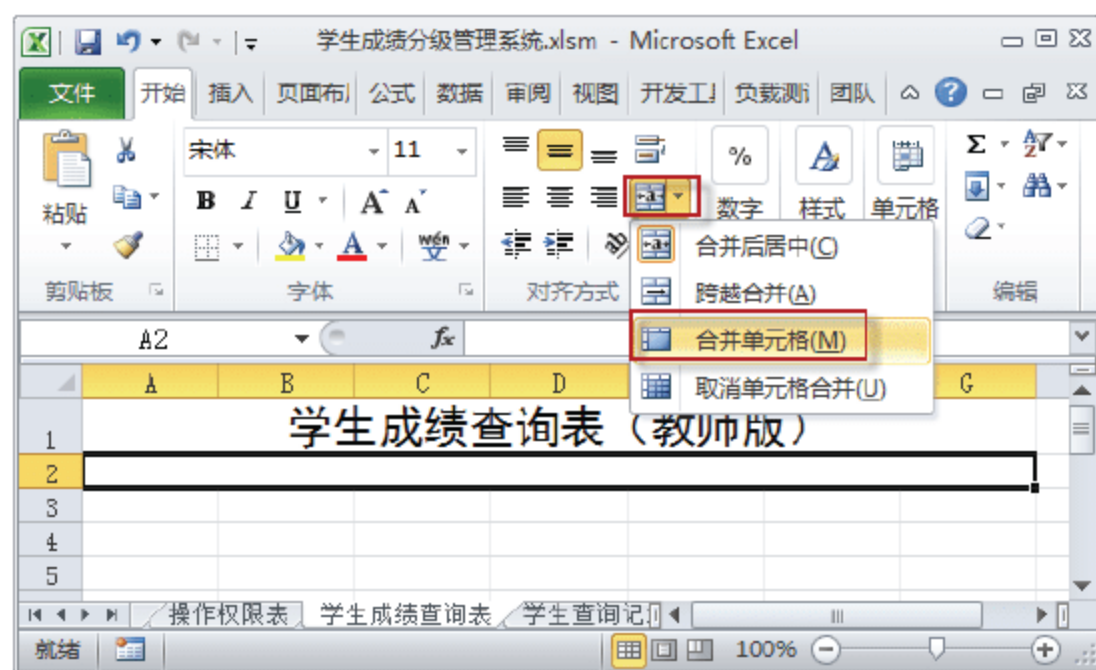 学生成绩分级管理系统.xlsm - Microsoft Excel
文件 开始 插入 页面布 公式 数据 审阅 视图 开发工 负载测 团队
宋体 11
% 
粘贴 B I U A A 数字 样式 单元格
A wén 变 合并后居中(C)
剪贴板 字体 对齐方式 跨越合并(A) 编辑
A2 fx 合并单元格(M)
取消单元格合并(U)
A B C D G
1 学生成绩查询表（教师版）
2
3
4
5
操作权限表 学生成绩查询表 学生查询记
就绪 100%